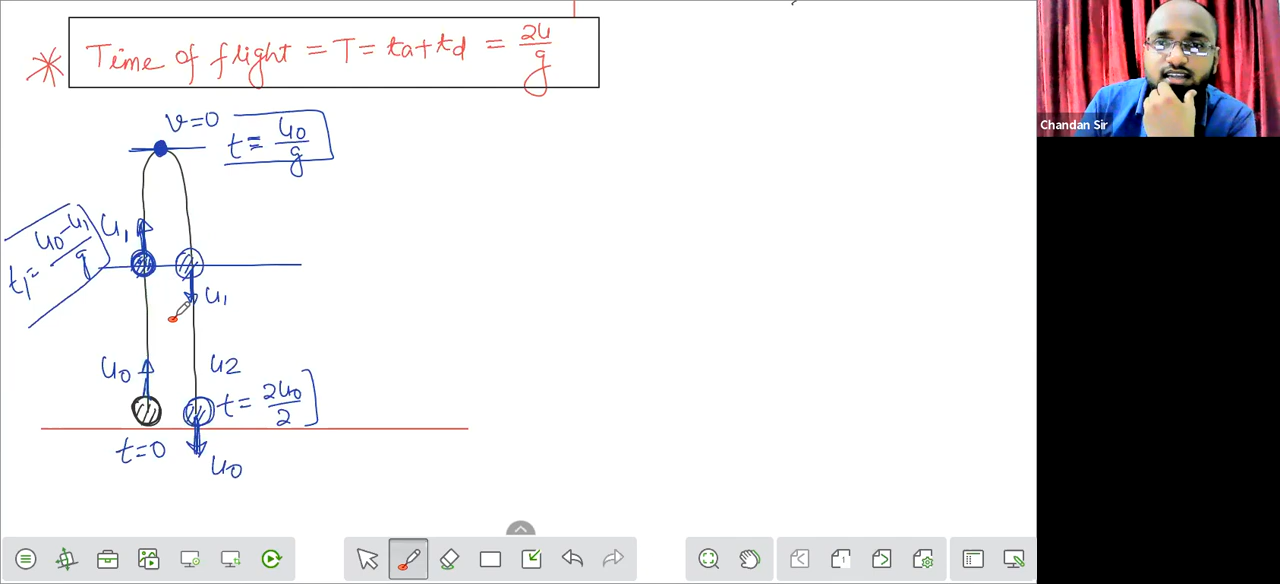 Time of flight = T = ta + td = 2u/g
v=0
t = u0/g
u1
t1 = u0-u1/g
u1
u0
u2
t = 2u0/2
t=0
u0
Chandan Sir
1